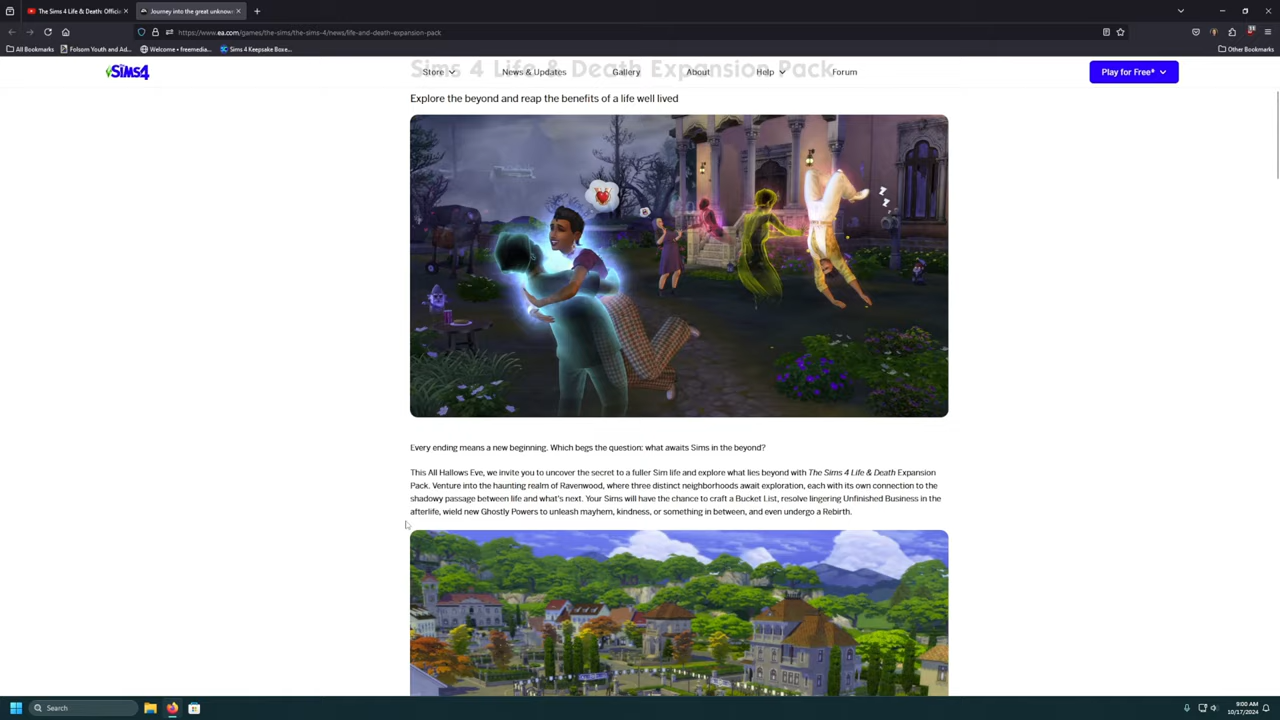 The Sims 4 Life & Death: Officia
Journey into the great unknow
https://www.ea.com/games/the-sims/the-sims-4/news/life-and-death-expansion-pack
All Bookmarks
Folsom Youth and Ad...
Welcome • freemedia...
Sims 4 Keepsake Boxe...
Other Bookmarks
Sims 4 Life & Death Expansion Pack
SIMS4
Store
News & Updates
Gallery
About
Help
Forum
Play for Free*
Explore the beyond and reap the benefits of a life well lived
Every ending means a new beginning. Which begs the question: what awaits Sims in the beyond?
This All Hallows Eve, we invite you to uncover the secret to a fuller Sim life and explore what lies beyond with The Sims 4 Life & Death Expansion
Pack. Venture into the haunting realm of Ravenwood, where three distinct neighborhoods await exploration, each with its own connection to the
shadowy passage between life and what's next. Your Sims will have the chance to craft a Bucket List, resolve lingering Unfinished Business in the
afterlife, wield new Ghostly Powers to unleash mayhem, kindness, or something in between, and even undergo a Rebirth.
Search
9:00 AM
10/17/2024